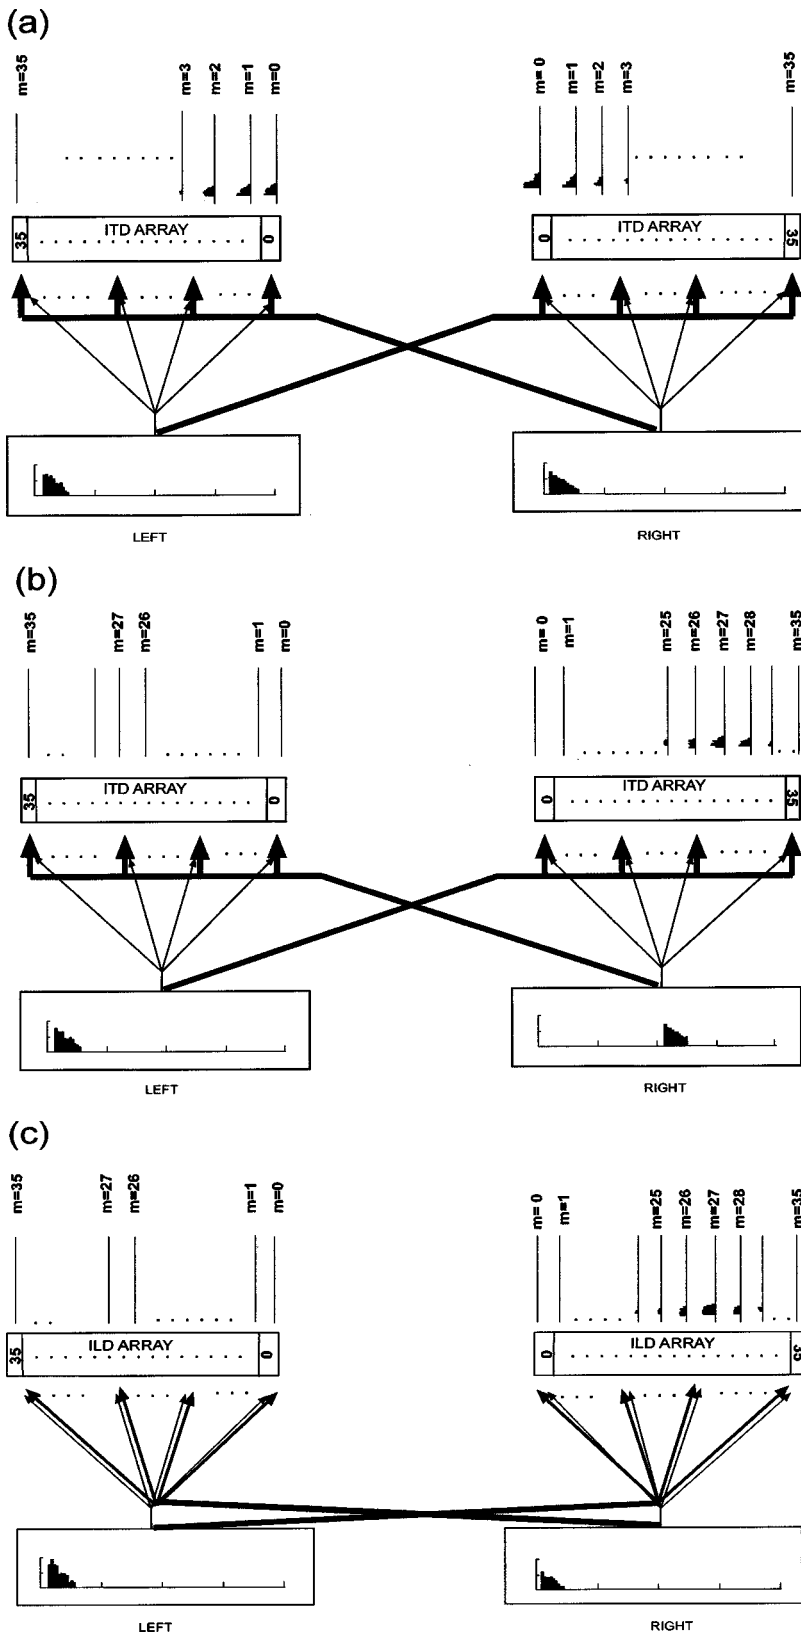 (a)
m=35 m=3 m=2 m=1 m=0 m=0 m=1 m=2 m=3 m=35
35 ITD ARRAY 0 0 ITD ARRAY 35
LEFT RIGHT
(b)
m=35 m=27 m=26 m=1 m=0 m=0 m=1 m=25 m=26 m=27 m=28 m=35
35 ITD ARRAY 0 0 ITD ARRAY 35
LEFT RIGHT
(c)
m=35 m=27 m=26 m=1 m=0 m=0 m=1 m=25 m=26 m=27 m=28 m=35
35 ILD ARRAY 0 0 ILD ARRAY 35
LEFT RIGHT